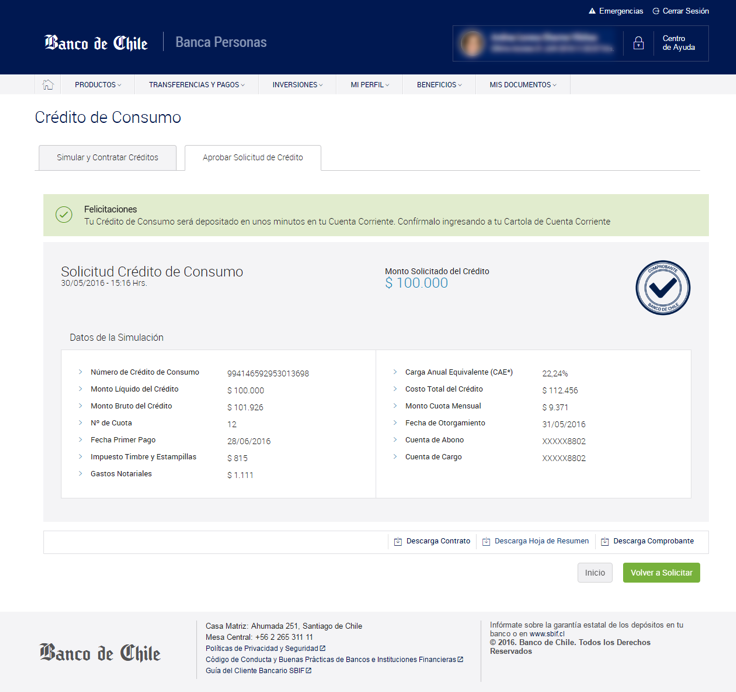 Emergencias Cerrar Sesión
Banco de Chile Banca Personas
Centro
de Ayuda
PRODUCTOS TRANSFERENCIAS Y PAGOS INVERSIONES MI PERFIL BENEFICIOS MIS DOCUMENTOS
Crédito de Consumo
Simular y Contratar Créditos Aprobar Solicitud de Crédito
Felicitaciones
Tu Crédito de Consumo será depositado en unos minutos en tu Cuenta Corriente. Confírmalo ingresando a tu Cartola de Cuenta Corriente
Solicitud Crédito de Consumo
30/05/2016 - 15:16 Hrs.
Monto Solicitado del Crédito
$ 100.000
COMPROBANTE
BANCO DE CHILE
Datos de la Simulación
Número de Crédito de Consumo 994146592953013698
Monto Líquido del Crédito $ 100.000
Monto Bruto del Crédito $ 101.926
Nº de Cuota 12
Fecha Primer Pago 28/06/2016
Impuesto Timbre y Estampillas $ 815
Gastos Notariales $ 1.111
Carga Anual Equivalente (CAE*) 22,24%
Costo Total del Crédito $ 112.456
Monto Cuota Mensual $ 9.371
Fecha de Otorgamiento 31/05/2016
Cuenta de Abono XXXXX8802
Cuenta de Cargo XXXXX8802
Descarga Contrato Descarga Hoja de Resumen Descarga Comprobante
Inicio Volver a Solicitar
Banco de Chile
Casa Matriz: Ahumada 251, Santiago de Chile
Mesa Central: +56 2 265 311 11
Políticas de Privacidad y Seguridad
Código de Conducta y Buenas Prácticas de Bancos e Instituciones Financieras
Guía del Cliente Bancario SBIF
Infórmate sobre la garantía estatal de los depósitos en tu
banco o en www.sbif.cl
© 2016. Banco de Chile. Todos los Derechos
Reservados